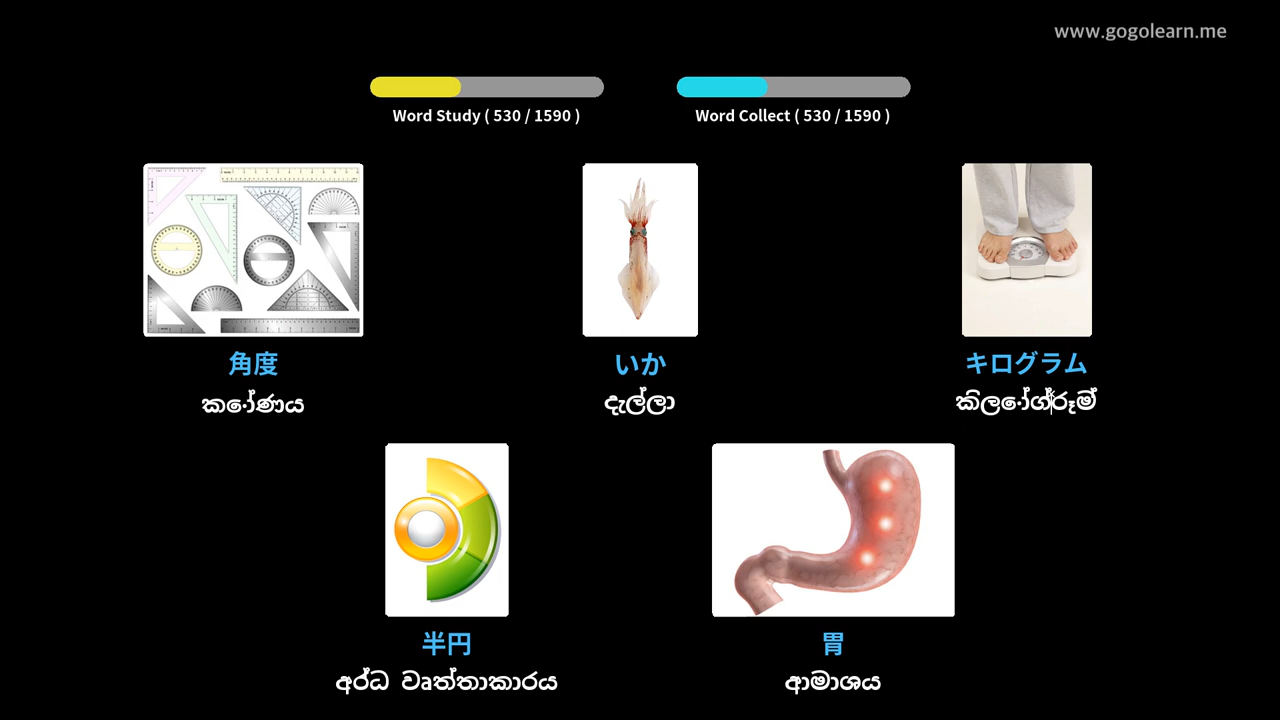 www.gogolearn.me
Word Study ( 530 / 1590 )
Word Collect ( 530 / 1590 )
角度
කෝණය
いか
දැල්ලා
キログラム
කිලෝග්‍රෑම්
半円
අර්ධ වෘත්තාකාරය
胃
ආමාශය